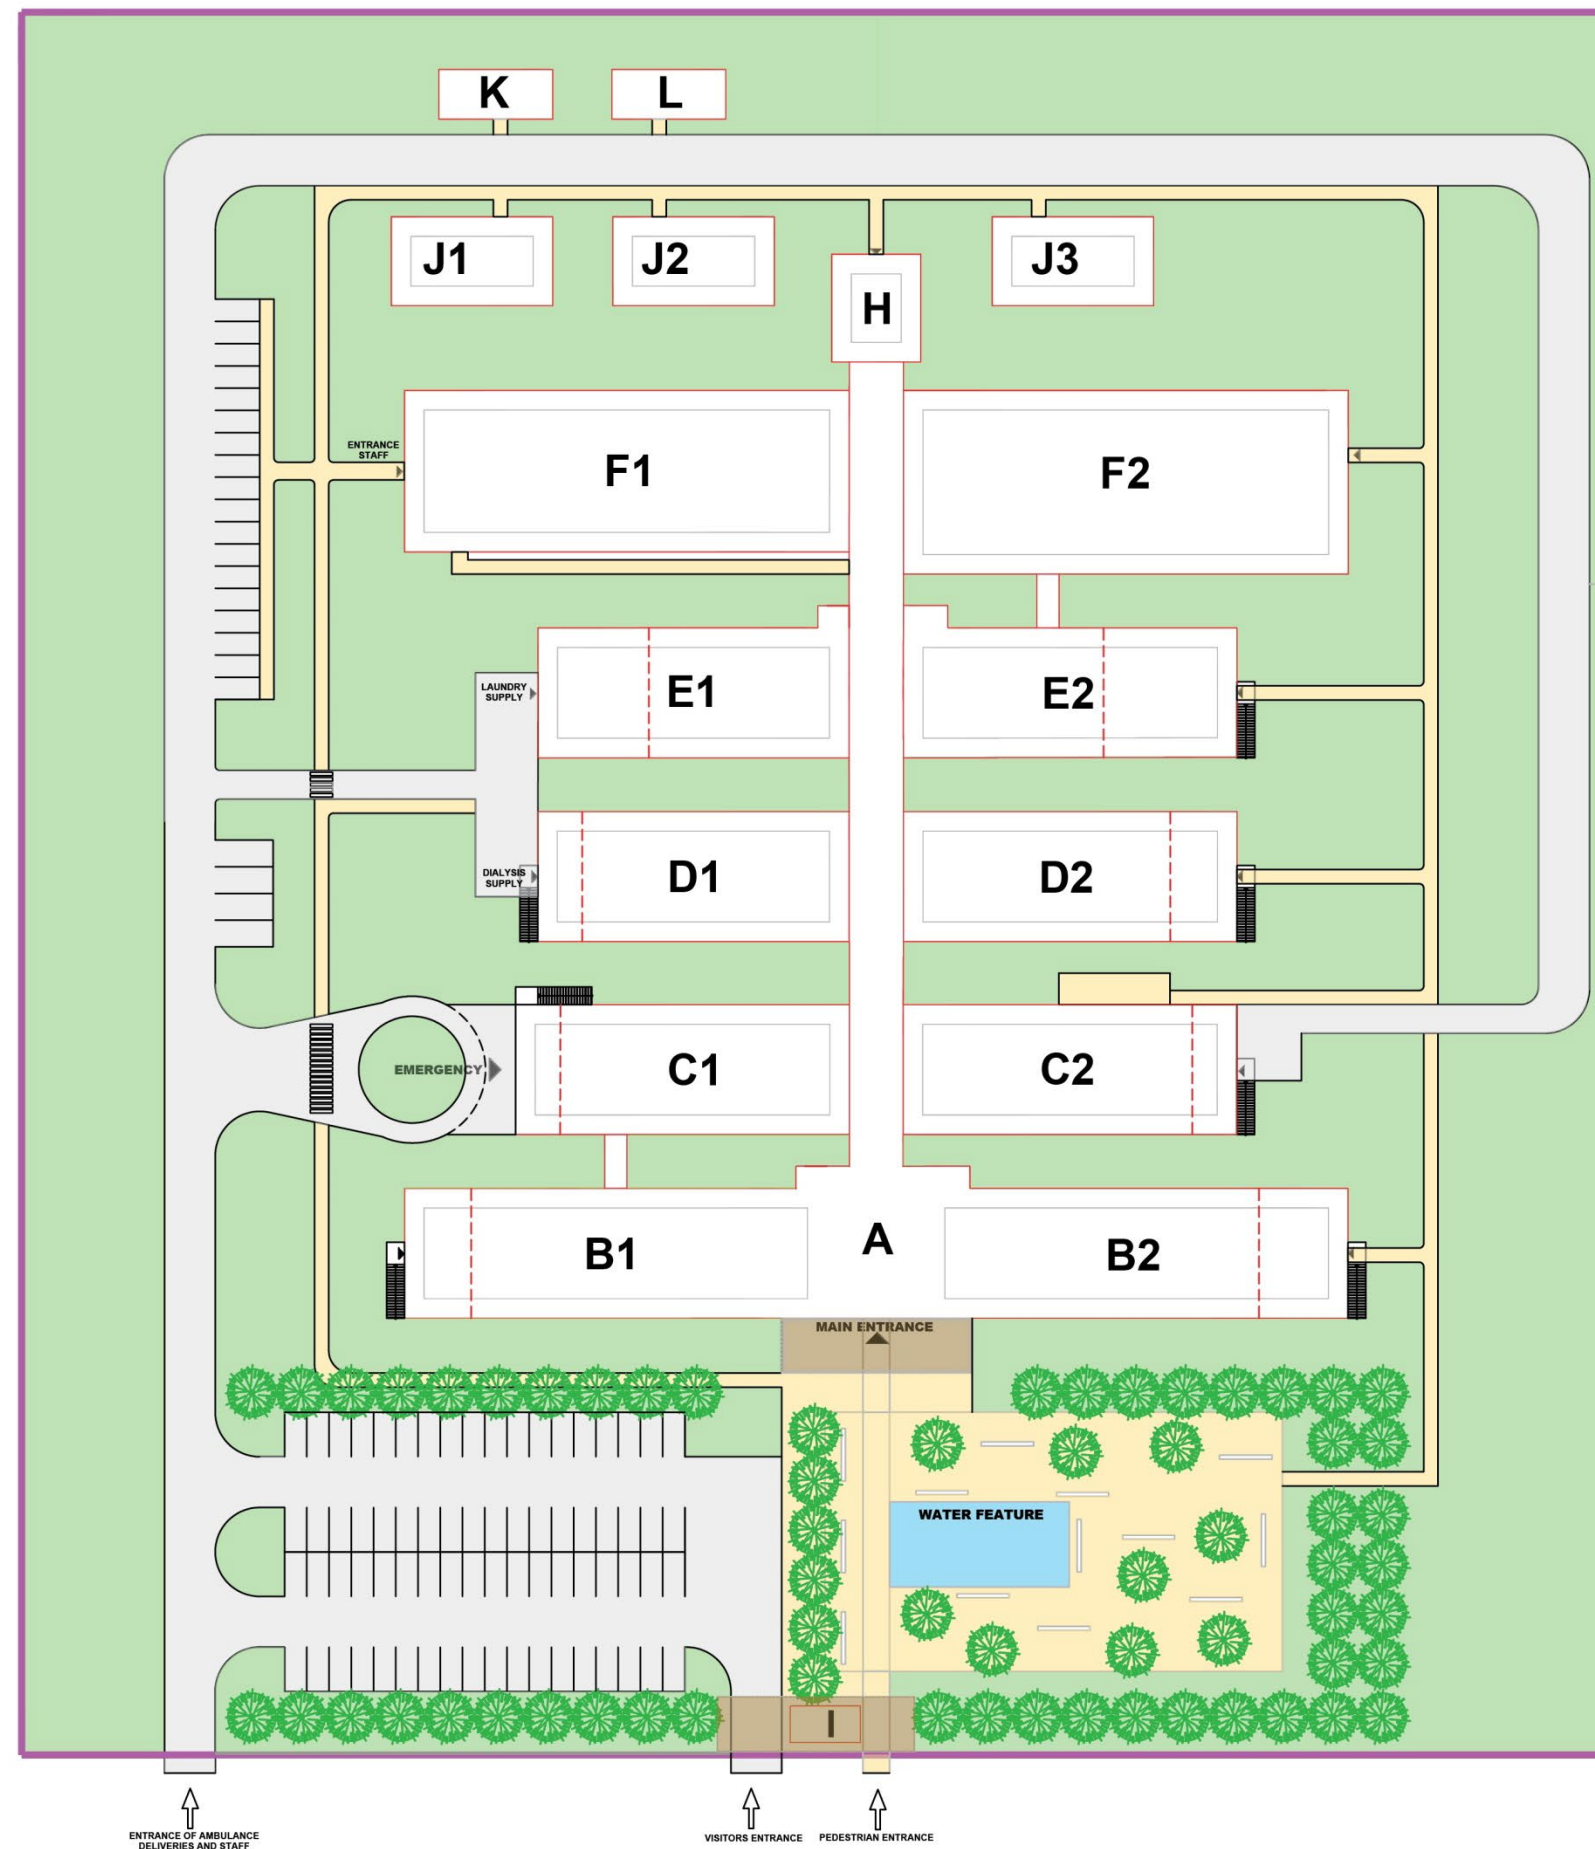 K
L
J1
J2
J3
H
ENTRANCE
STAFF
F1
F2
LAUNDRY
SUPPLY
E1
E2
DIALYSIS
SUPPLY
D1
D2
EMERGENCY
C1
C2
A
B1
B2
MAIN ENTRANCE
WATER FEATURE
I
ENTRANCE OF AMBULANCE
DELIVERIES AND STAFF
VISITORS ENTRANCE
PEDESTRIAN ENTRANCE